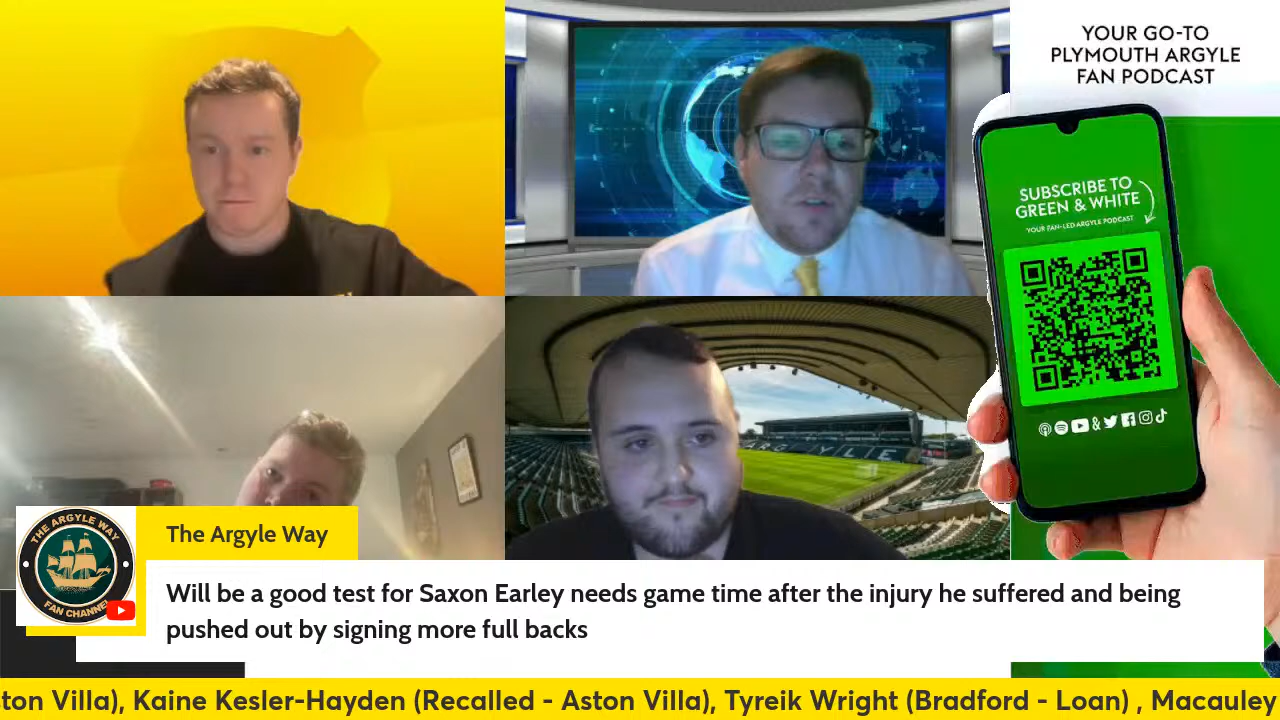 YOUR GO-TO
PLYMOUTH ARGYLE
FAN PODCAST
SUBSCRIBE TO
GREEN & WHITE
YOUR FAN-LED ARGYLE PODCAST
&
ARGYLE
THE ARGYLE WAY
FAN CHANNEL
The Argyle Way
Will be a good test for Saxon Earley needs game time after the injury he suffered and being
pushed out by signing more full backs
ton Villa), Kaine Kesler-Hayden (Recalled - Aston Villa), Tyreik Wright (Bradford - Loan) , Macauley